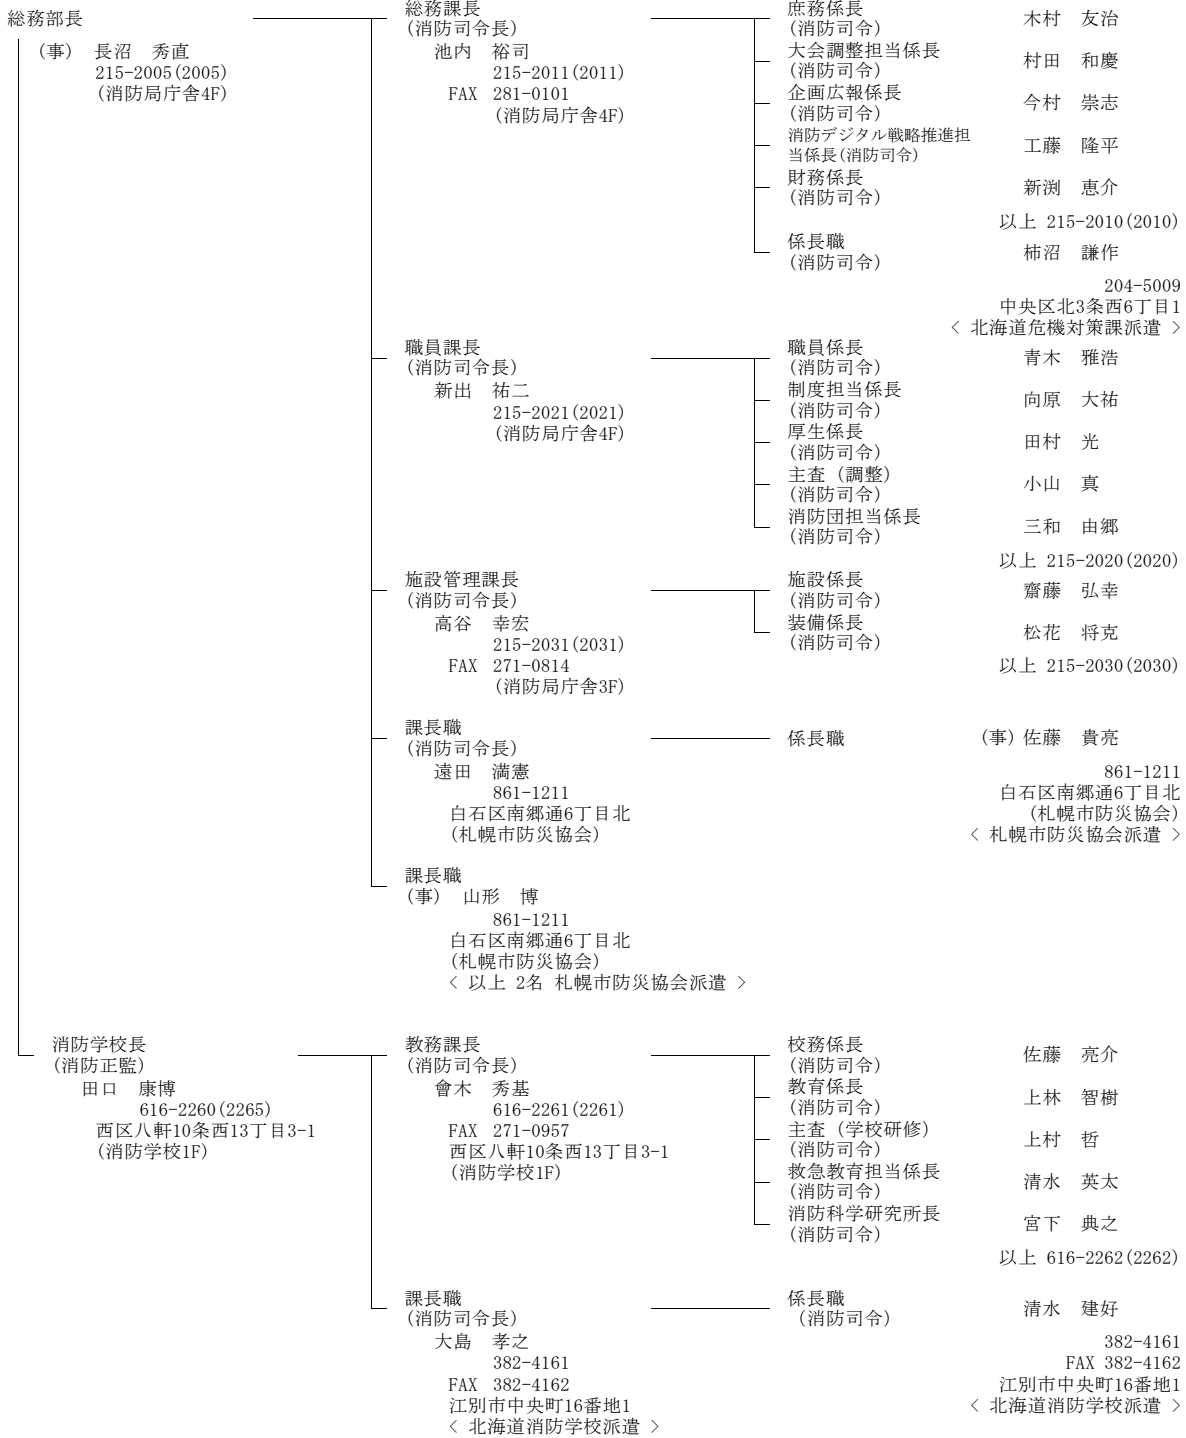 総務部長
(事) 長沼 秀直
215-2005(2005)
(消防局庁舎4F)
総務課長
(消防司令長)
池内 裕司
215-2011(2011)
FAX 281-0101
(消防局庁舎4F)
庶務係長
(消防司令)
木村 友治
大会調整担当係長
(消防司令)
村田 和慶
企画広報係長
(消防司令)
今村 崇志
消防デジタル戦略推進担
当係長(消防司令)
工藤 隆平
財務係長
(消防司令)
新渕 恵介
以上 215-2010(2010)
係長職
(消防司令)
柿沼 謙作
204-5009
中央区北3条西6丁目1
< 北海道危機対策課派遣 >
職員課長
(消防司令長)
新出 祐二
215-2021(2021)
(消防局庁舎4F)
職員係長
(消防司令)
青木 雅浩
制度担当係長
(消防司令)
向原 大祐
厚生係長
(消防司令)
田村 光
主査（調整）
(消防司令)
小山 真
消防団担当係長
(消防司令)
三和 由郷
以上 215-2020(2020)
施設管理課長
(消防司令長)
高谷 幸宏
215-2031(2031)
FAX 271-0814
(消防局庁舎3F)
施設係長
(消防司令)
齋藤 弘幸
装備係長
(消防司令)
松花 将克
以上 215-2030(2030)
課長職
(消防司令長)
遠田 満憲
861-1211
白石区南郷通6丁目北
(札幌市防災協会)
係長職
(事) 佐藤 貴亮
861-1211
白石区南郷通6丁目北
(札幌市防災協会)
< 札幌市防災協会派遣 >
課長職
(事) 山形 博
861-1211
白石区南郷通6丁目北
(札幌市防災協会)
< 以上 2名 札幌市防災協会派遣 >
消防学校長
(消防正監)
田口 康博
616-2260(2265)
西区八軒10条西13丁目3-1
(消防学校1F)
教務課長
(消防司令長)
會木 秀基
616-2261(2261)
FAX 271-0957
西区八軒10条西13丁目3-1
(消防学校1F)
校務係長
(消防司令)
佐藤 亮介
教育係長
(消防司令)
上林 智樹
主査（学校研修）
(消防司令)
上村 哲
救急教育担当係長
(消防司令)
清水 英太
消防科学研究所長
(消防司令)
宮下 典之
以上 616-2262(2262)
課長職
(消防司令長)
大島 孝之
382-4161
FAX 382-4162
江別市中央町16番地1
< 北海道消防学校派遣 >
係長職
(消防司令)
清水 建好
382-4161
FAX 382-4162
江別市中央町16番地1
< 北海道消防学校派遣 >